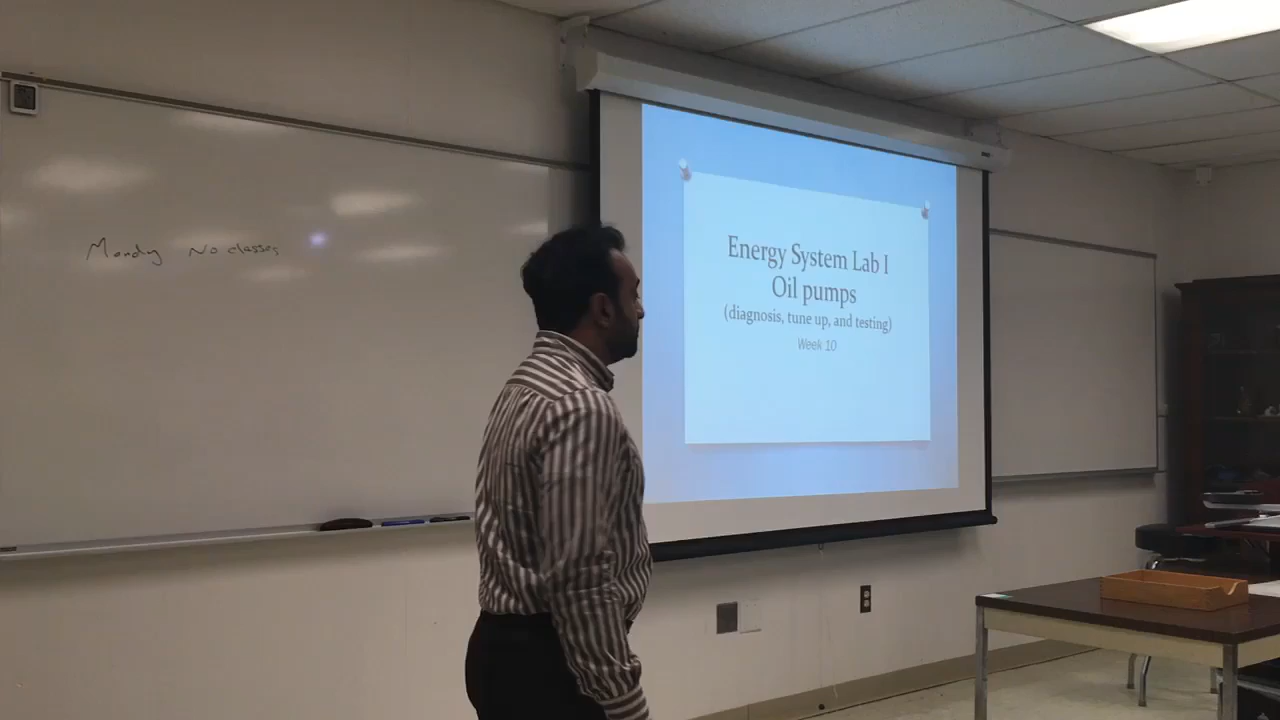 Monday No classes
Energy System Lab I
Oil pumps
(diagnosis, tune up, and testing)
Week 10